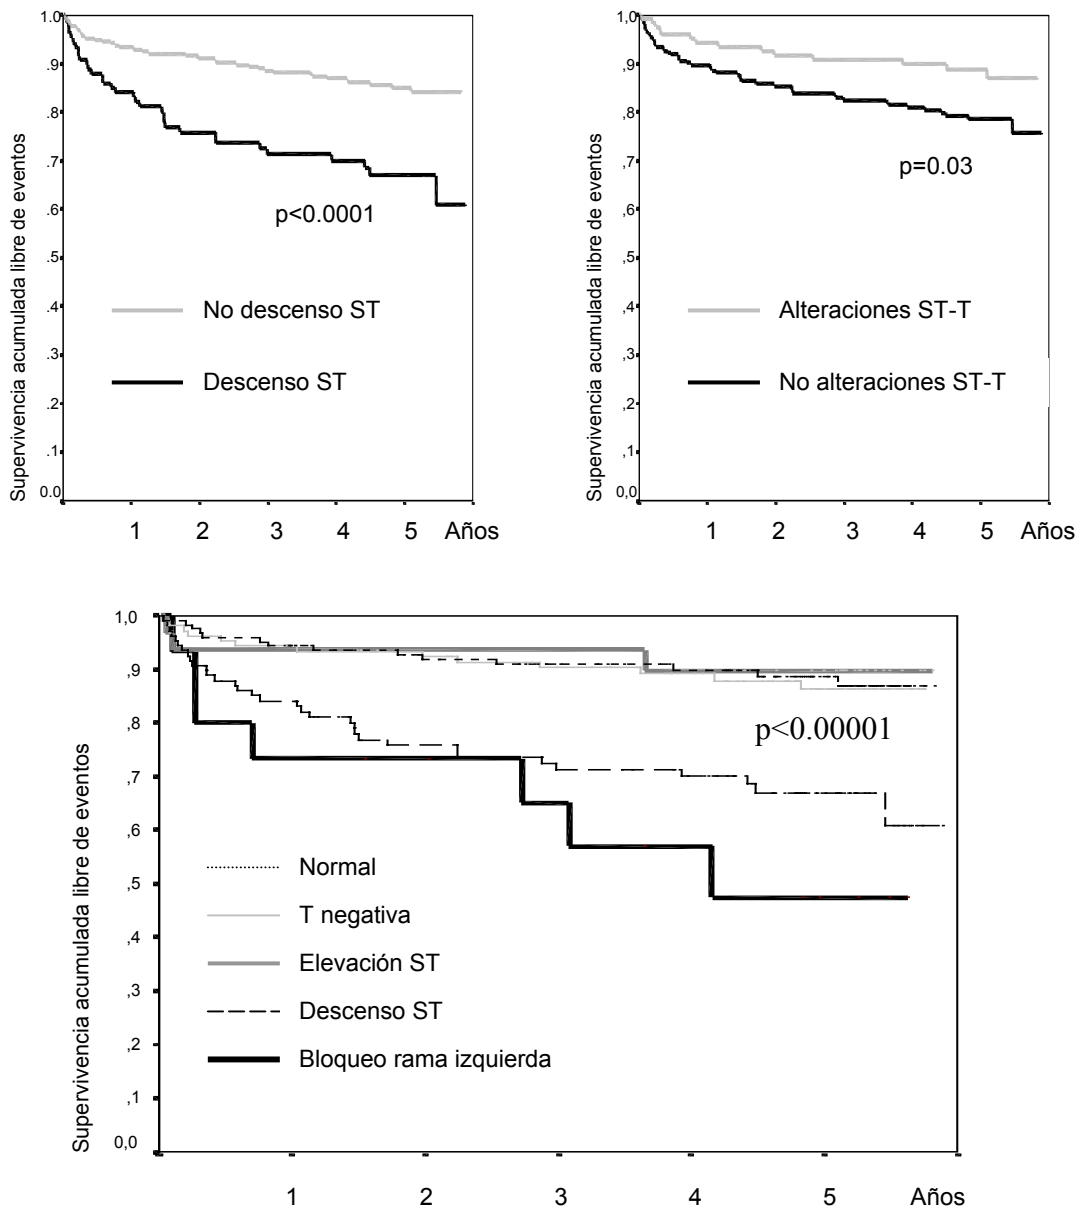 Supervivencia acumulada libre de eventos
1.0
,9
,8
,7
,6
,5
,4
.3
,2
.1
0.0
p<0.0001
No descenso ST
Descenso ST
1 2 3 4 5 Años
Supervivencia acumulada libre de eventos
1,0
,9
,8
,7
,6
,5
,4
,3
,2
,1
0,0
p=0.03
Alteraciones ST-T
No alteraciones ST-T
1 2 3 4 5 Años
Supervivencia acumulada libre de eventos
1,0
,9
,8
,7
,6
,5
,4
,3
,2
,1
0,0
p<0.00001
Normal
T negativa
Elevación ST
Descenso ST
Bloqueo rama izquierda
1 2 3 4 5 Años